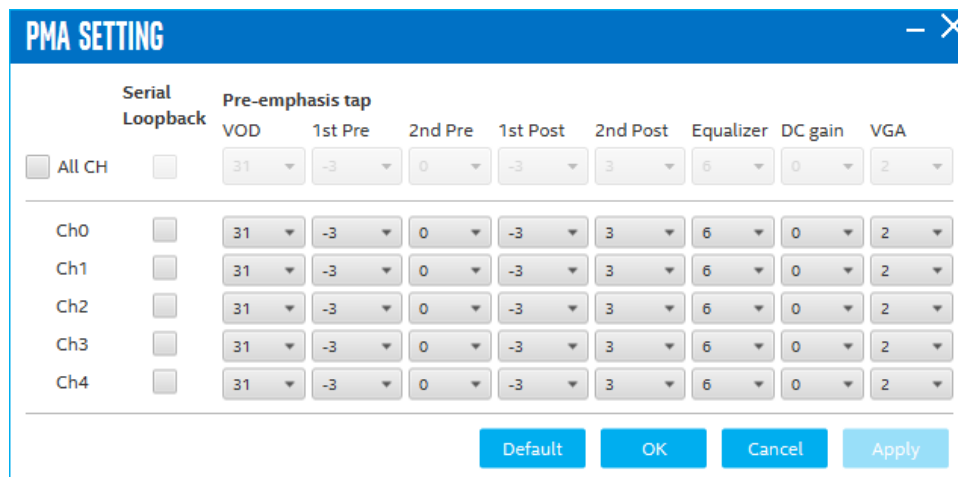 PMA SETTING
Serial Loopback
Pre-emphasis tap
VOD 1st Pre 2nd Pre 1st Post 2nd Post Equalizer DC gain VGA
All CH 31 -3 0 -3 3 6 0 2
Ch0 31 -3 0 -3 3 6 0 2
Ch1 31 -3 0 -3 3 6 0 2
Ch2 31 -3 0 -3 3 6 0 2
Ch3 31 -3 0 -3 3 6 0 2
Ch4 31 -3 0 -3 3 6 0 2
Default OK Cancel Apply